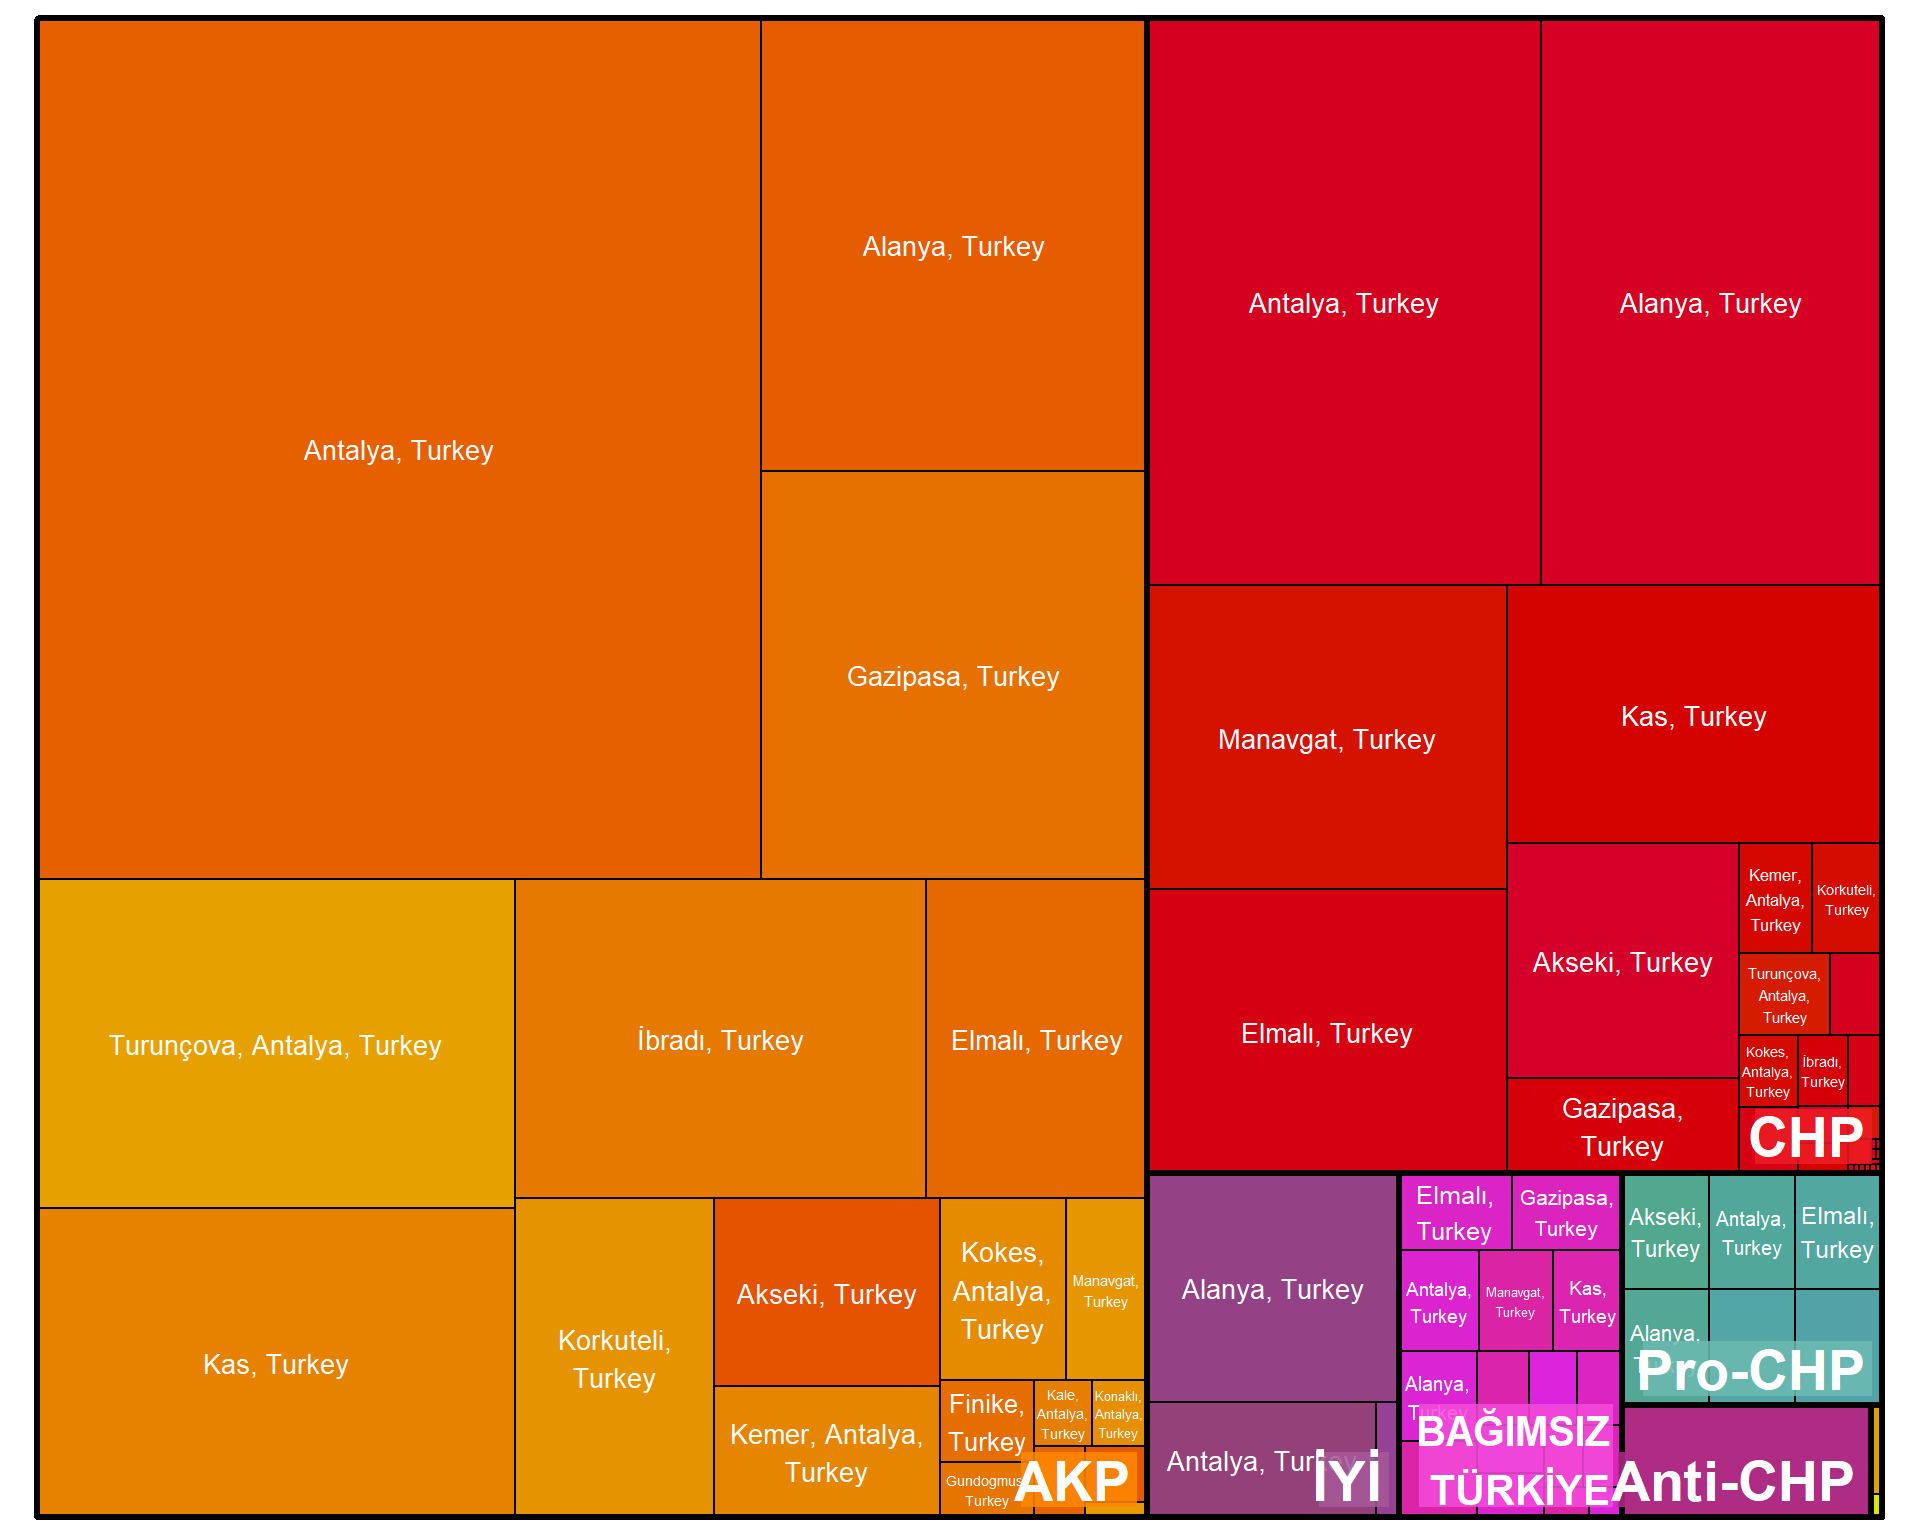 Antalya, Turkey
Alanya, Turkey
Gazipasa, Turkey
Turunçova, Antalya, Turkey
İbradı, Turkey
Elmalı, Turkey
Kas, Turkey
Korkuteli,
Turkey
Akseki, Turkey
Kemer, Antalya,
Turkey
Kokes,
Antalya,
Turkey
Manavgat,
Turkey
Finike,
Turkey
Kale,
Antalya,
Turkey
Konaklı,
Antalya,
Turkey
Gundogmus,
Turkey
AKP
Antalya, Turkey
Alanya, Turkey
Manavgat, Turkey
Kas, Turkey
Elmalı, Turkey
Akseki, Turkey
Gazipasa,
Turkey
Kemer,
Antalya,
Turkey
Korkuteli,
Turkey
Turunçova,
Antalya,
Turkey
Kokes,
Antalya,
Turkey
İbradı,
Turkey
CHP
Alanya, Turkey
Antalya, Turkey
İYİ
Elmalı,
Turkey
Gazipasa,
Turkey
Antalya,
Turkey
Manavgat,
Turkey
Kas,
Turkey
Alanya,
Turkey
BAĞIMSIZ
TÜRKİYE
Akseki,
Turkey
Antalya,
Turkey
Elmalı,
Turkey
Alanya,
Pro-CHP
Anti-CHP